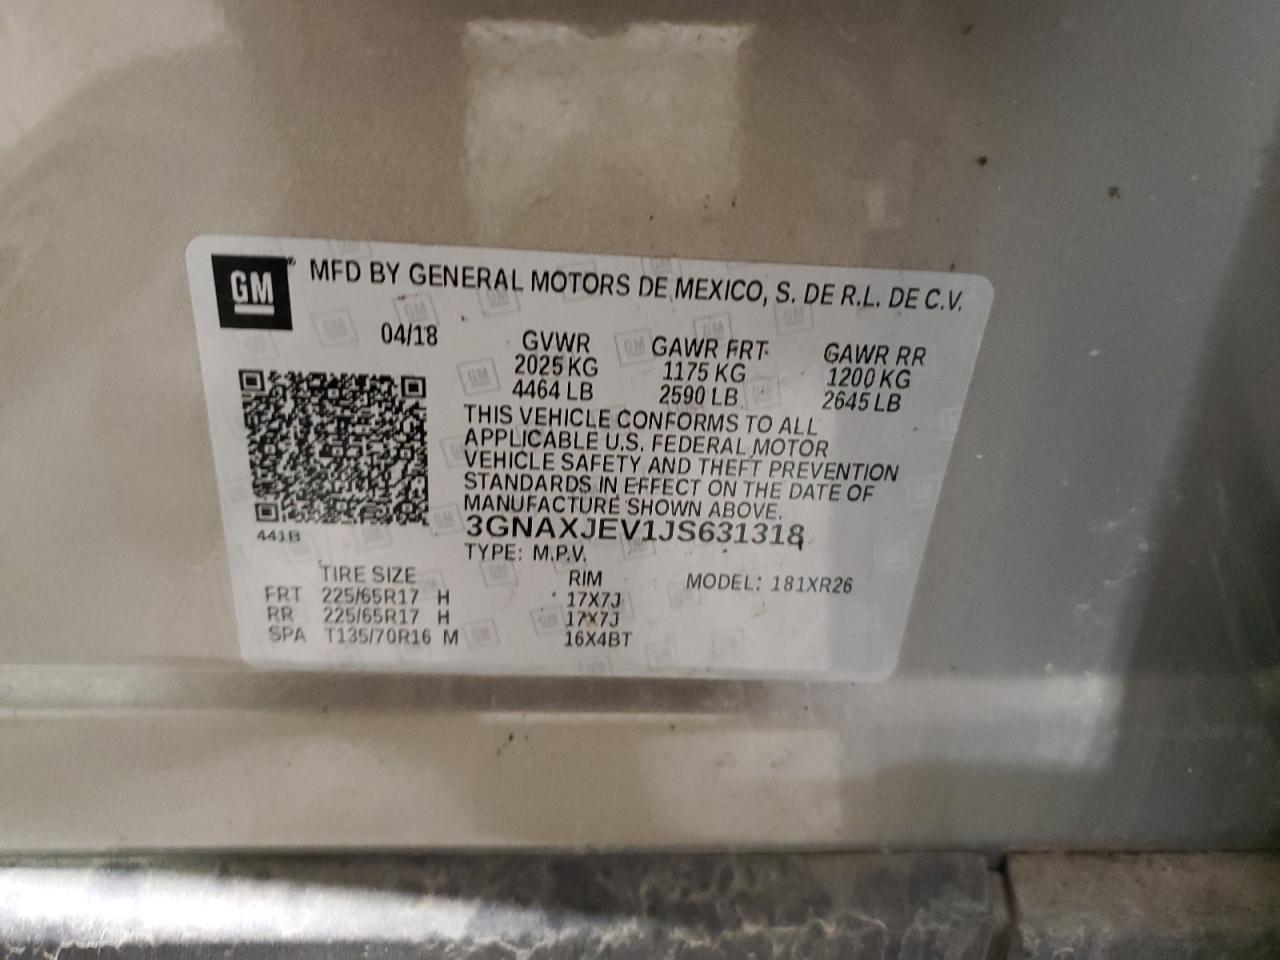 GM MFD BY GENERAL MOTORS DE MEXICO, S. DE R.L. DE C.V.
04/18 GVWR GAWR FRT GAWR RR
2025 KG 1175 KG 1200 KG
4464 LB 2590 LB 2645 LB
THIS VEHICLE CONFORMS TO ALL
APPLICABLE U.S. FEDERAL MOTOR
VEHICLE SAFETY AND THEFT PREVENTION
STANDARDS IN EFFECT ON THE DATE OF
MANUFACTURE SHOWN ABOVE.
441B 3GNAXJEV1JS631318
TYPE: M.P.V.
TIRE SIZE RIM MODEL: 181XR26
FRT 225/65R17 H 17X7J
RR 225/65R17 H 17X7J
SPA T135/70R16 M 16X4BT